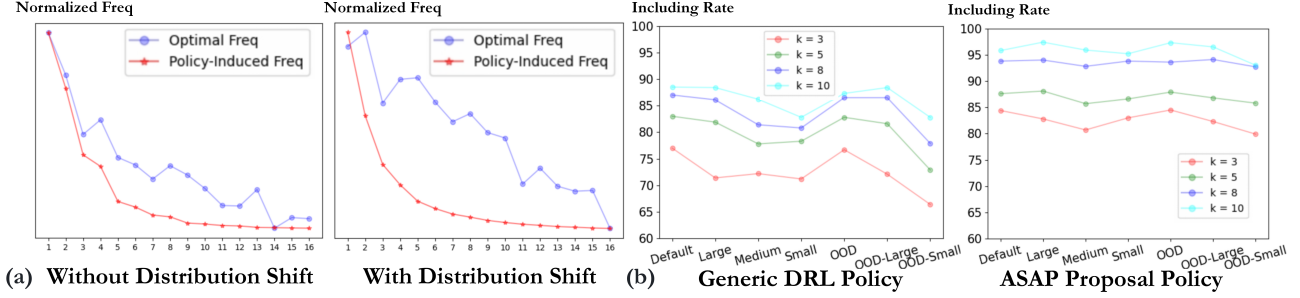 Normalized Freq
Optimal Freq
Policy-Induced Freq
1 2 3 4 5 6 7 8 9 10 11 12 13 14 15 16
(a) Without Distribution Shift
Normalized Freq
Optimal Freq
Policy-Induced Freq
1 2 3 4 5 6 7 8 9 10 11 12 13 14 15 16
With Distribution Shift
Including Rate
100
95
90
85
80
75
70
65
60
k = 3
k = 5
k = 8
k = 10
Default Large Medium Small OOD OOD-Large OOD-Small
(b) Generic DRL Policy
Including Rate
100
95
90
85
80
75
70
65
60
k = 3
k = 5
k = 8
k = 10
Default Large Medium Small OOD OOD-Large OOD-Small
ASAP Proposal Policy